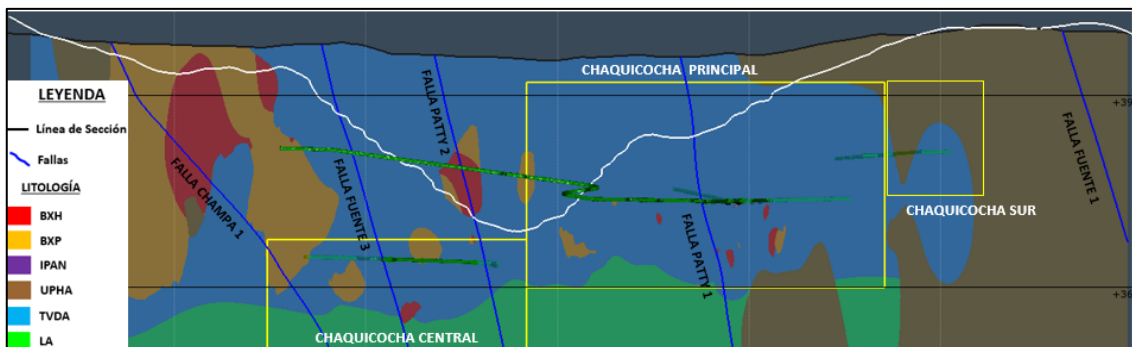 LEYENDA
Línea de Sección
Fallas
LITOLOGÍA
BXH
BXP
IPAN
UPHA
TVDA
LA
FALLA CHAMPA 1
FALLA FUENTE 3
FALLA PATTY 2
CHAQUICOCHA PRINCIPAL
FALLA PATTY 1
CHAQUICOCHA CENTRAL
CHAQUICOCHA SUR
FALLA FUENTE 1
+39
+36